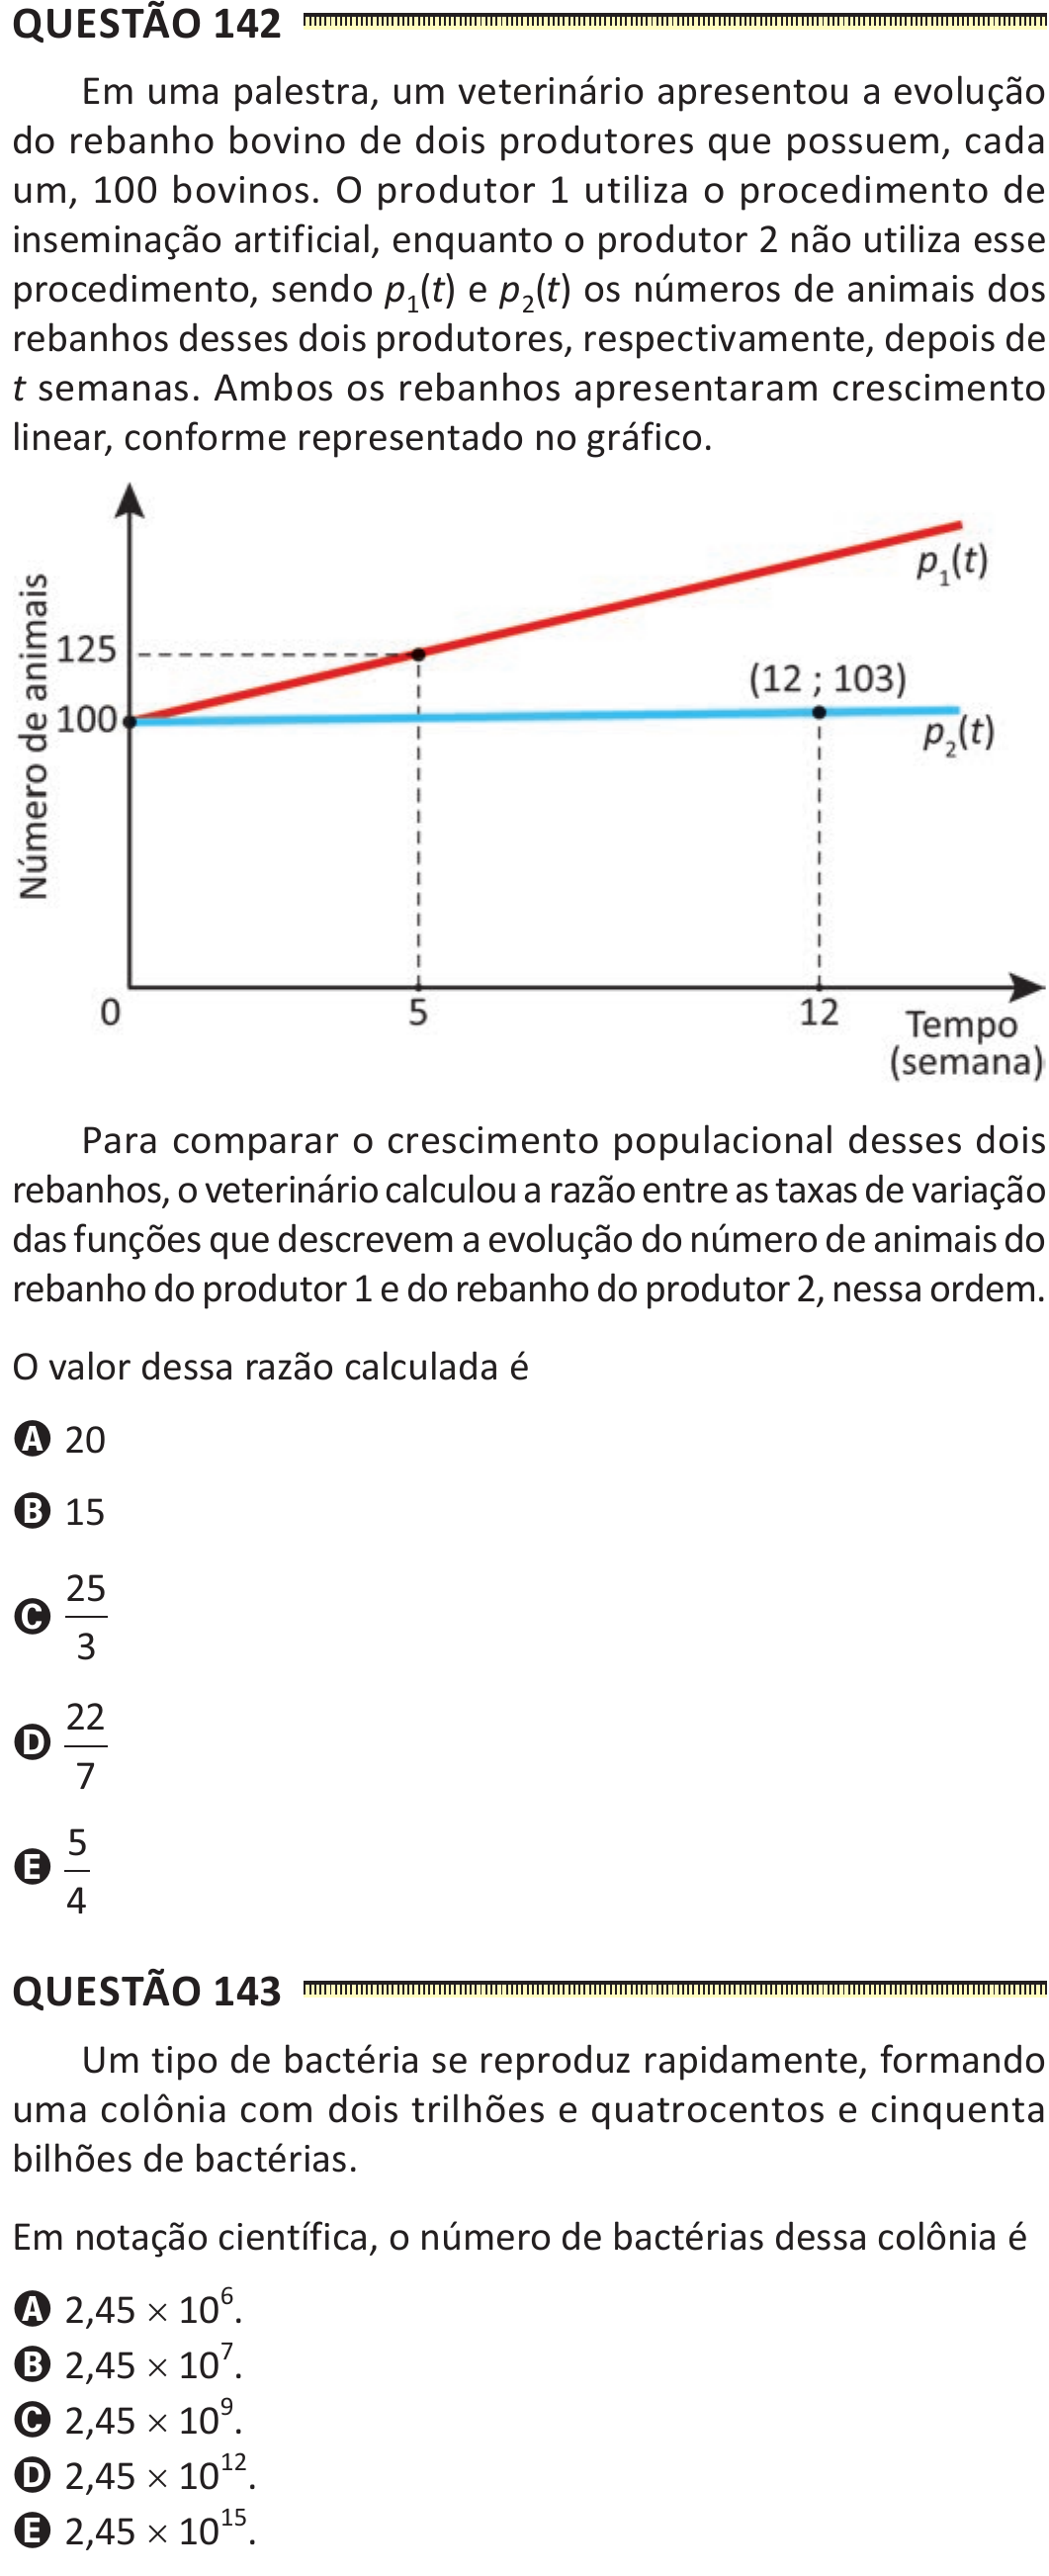 QUESTÃO 142
Em uma palestra, um veterinário apresentou a evolução
do rebanho bovino de dois produtores que possuem, cada
um, 100 bovinos. O produtor 1 utiliza o procedimento de
inseminação artificial, enquanto o produtor 2 não utiliza esse
procedimento, sendo p₁(t) e p₂(t) os números de animais dos
rebanhos desses dois produtores, respectivamente, depois de
t semanas. Ambos os rebanhos apresentaram crescimento
linear, conforme representado no gráfico.
Número de animais
125
100
0
5
12
p₁(t)
(12 ; 103)
p₂(t)
Tempo
(semana)
Para comparar o crescimento populacional desses dois
rebanhos, o veterinário calculou a razão entre as taxas de variação
das funções que descrevem a evolução do número de animais do
rebanho do produtor 1 e do rebanho do produtor 2, nessa ordem.
O valor dessa razão calculada é
A 20
B 15
C 25/3
D 22/7
E 5/4
QUESTÃO 143
Um tipo de bactéria se reproduz rapidamente, formando
uma colônia com dois trilhões e quatrocentos e cinquenta
bilhões de bactérias.
Em notação científica, o número de bactérias dessa colônia é
A 2,45 × 10⁶.
B 2,45 × 10⁷.
C 2,45 × 10⁹.
D 2,45 × 10¹².
E 2,45 × 10¹⁵.